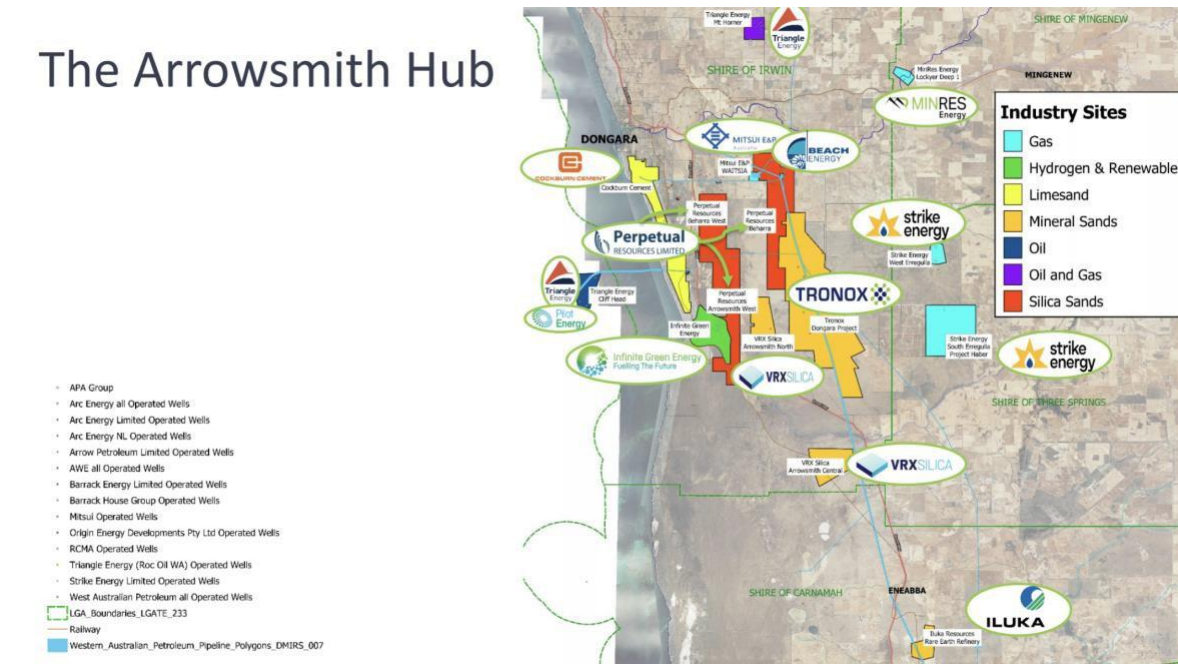 The Arrowsmith Hub
APA Group
Arc Energy all Operated Wells
Arc Energy Limited Operated Wells
Arc Energy NL Operated Wells
Arrow Petroleum Limited Operated Wells
AWE all Operated Wells
Barrack Energy Limited Operated Wells
Barrack House Group Operated Wells
Mitsui Operated Wells
Origin Energy Developments Pty Ltd Operated Wells
RCMA Operated Wells
Triangle Energy (Roc Oil WA) Operated Wells
Strike Energy Limited Operated Wells
West Australian Petroleum all Operated Wells
LGA_Boundaries_LGATE_233
Railway
Western_Australian_Petroleum_Pipeline_Polygons_DMIRS_007
Triangle Energy
Mt Horner
Triangle
Energy
SHIRE OF MINGENEW
SHIRE OF IRWIN
MinRes Energy
Lockyer Deep 1
MINGENEW
MINRES
Energy
Industry Sites
Gas
Hydrogen & Renewable
Limesand
Mineral Sands
Oil
Oil and Gas
Silica Sands
DONGARA
MITSUI E&P
BEACH
ENERGY
Mitsui E&P
WAITSIA
COCKBURN CEMENT
Cockburn Cement
Perpetual
Resources
Beharra West
Perpetual
Resources
Beharra
Perpetual
RESOURCES LIMITED
strike
energy
Strike Energy
West Erregulla
Triangle
Energy
Triangle Energy
Cliff Head
Pilot
Energy
Perpetual
Resources
Arrowsmith West
TRONOX
Tronox
Dongara Project
Infinite Green
Energy
VRX Silica
Arrowsmith North
Infinite Green Energy
Fuelling The Future
VRXSILICA
Strike Energy
South Erregulla
Project Haber
strike
energy
SHIRE OF THREE SPRINGS
VRX Silica
Arrowsmith Central
VRXSILICA
SHIRE OF CARNAMAH
ENEABBA
ILUKA
Iluka Resources
Rare Earth Refinery